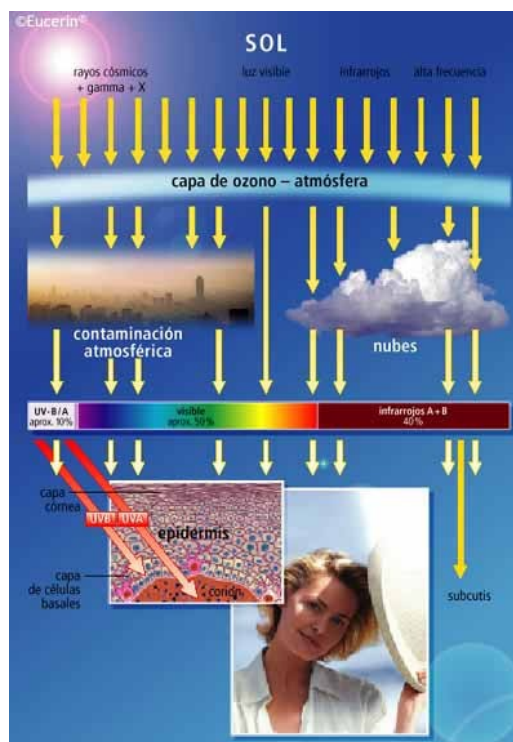 ©Eucerin®
SOL
rayos cósmicos
+ gamma + X
luz visible
infrarrojos
alta frecuencia
capa de ozono – atmósfera
contaminación
atmosférica
nubes
UV-B/A
aprox. 10%
visible
aprox. 50%
infrarrojos A + B
40%
capa
córnea
UVB
UVA
epidermis
capa
de células
basales
corion
subcutis